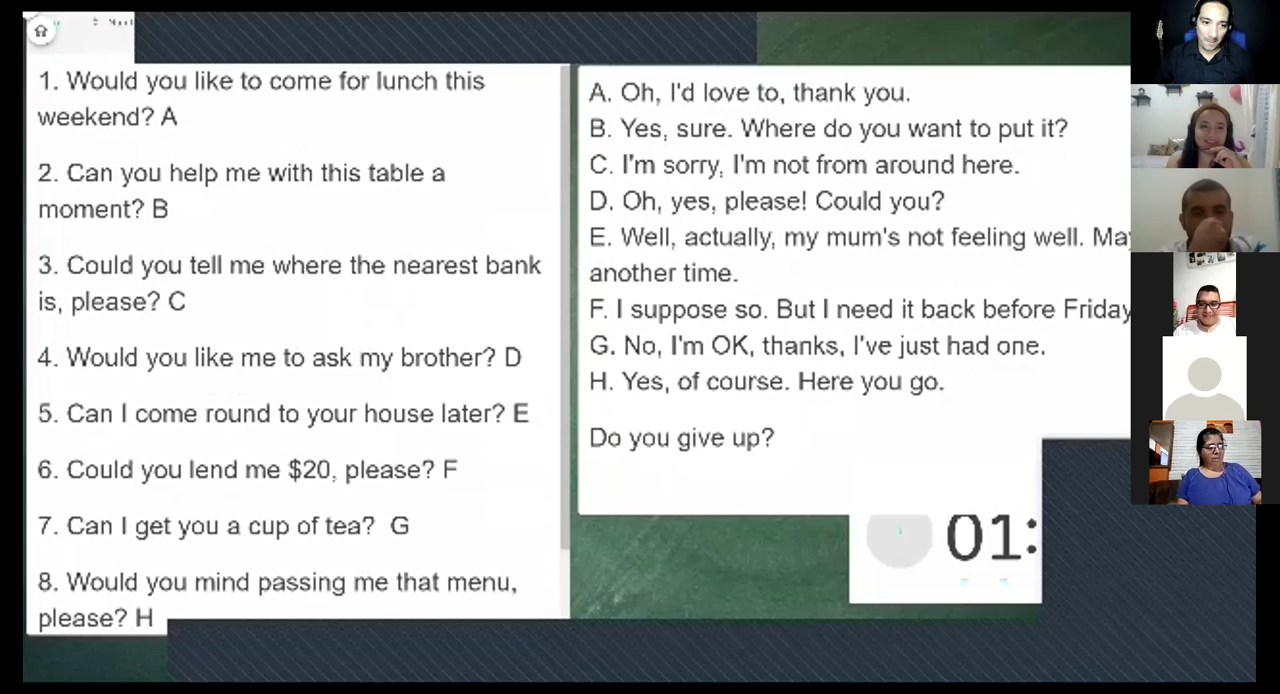 1. Would you like to come for lunch this
weekend? A
2. Can you help me with this table a
moment? B
3. Could you tell me where the nearest bank
is, please? C
4. Would you like me to ask my brother? D
5. Can I come round to your house later? E
6. Could you lend me $20, please? F
7. Can I get you a cup of tea? G
8. Would you mind passing me that menu,
please? H
A. Oh, I'd love to, thank you.
B. Yes, sure. Where do you want to put it?
C. I'm sorry, I'm not from around here.
D. Oh, yes, please! Could you?
E. Well, actually, my mum's not feeling well.
another time.
F. I suppose so. But I need it back before Friday
G. No, I'm OK, thanks, I've just had one.
H. Yes, of course. Here you go.
Do you give up?
01: